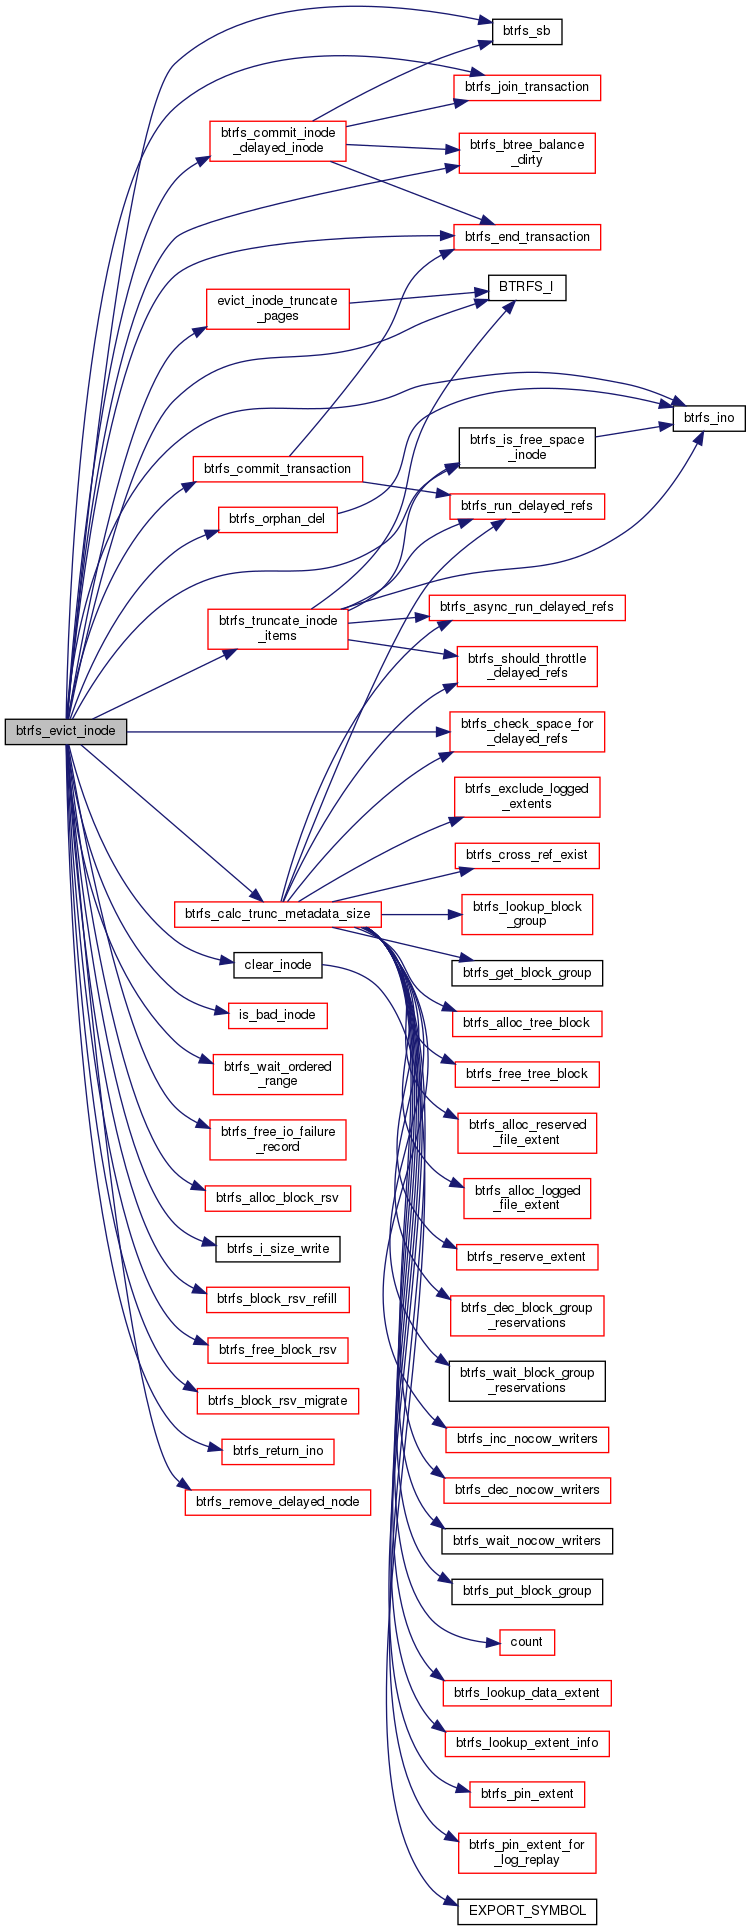 btrfs_sb
btrfs_join_transaction
btrfs_commit_inode
_delayed_inode
btrfs_btree_balance
_dirty
btrfs_end_transaction
BTRFS_I
evict_inode_truncate
_pages
btrfs_ino
btrfs_is_free_space
_inode
btrfs_commit_transaction
btrfs_run_delayed_refs
btrfs_orphan_del
btrfs_async_run_delayed_refs
btrfs_truncate_inode
_items
btrfs_should_throttle
_delayed_refs
btrfs_evict_inode
btrfs_check_space_for
_delayed_refs
btrfs_exclude_logged
_extents
btrfs_cross_ref_exist
btrfs_calc_trunc_metadata_size
btrfs_lookup_block
_group
clear_inode
btrfs_get_block_group
is_bad_inode
btrfs_alloc_tree_block
btrfs_wait_ordered
_range
btrfs_free_tree_block
btrfs_free_io_failure
_record
btrfs_alloc_reserved
_file_extent
btrfs_alloc_block_rsv
btrfs_alloc_logged
_file_extent
btrfs_i_size_write
btrfs_reserve_extent
btrfs_block_rsv_refill
btrfs_dec_block_group
_reservations
btrfs_free_block_rsv
btrfs_wait_block_group
_reservations
btrfs_block_rsv_migrate
btrfs_inc_nocow_writers
btrfs_return_ino
btrfs_dec_nocow_writers
btrfs_remove_delayed_node
btrfs_wait_nocow_writers
btrfs_put_block_group
count
btrfs_lookup_data_extent
btrfs_lookup_extent_info
btrfs_pin_extent
btrfs_pin_extent_for
_log_replay
EXPORT_SYMBOL